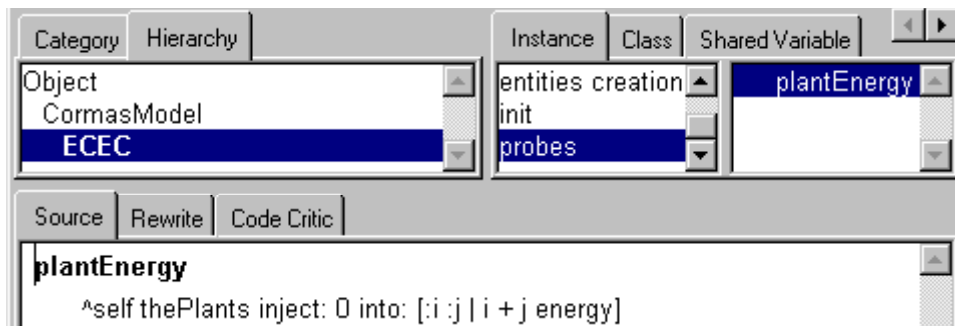 Category Hierarchy
Instance Class Shared Variable
Object
CormasModel
ECEC
entities creation
init
probes
plantEnergy
Source Rewrite Code Critic
plantEnergy
^self thePlants inject: 0 into: [:i :j | i + j energy]